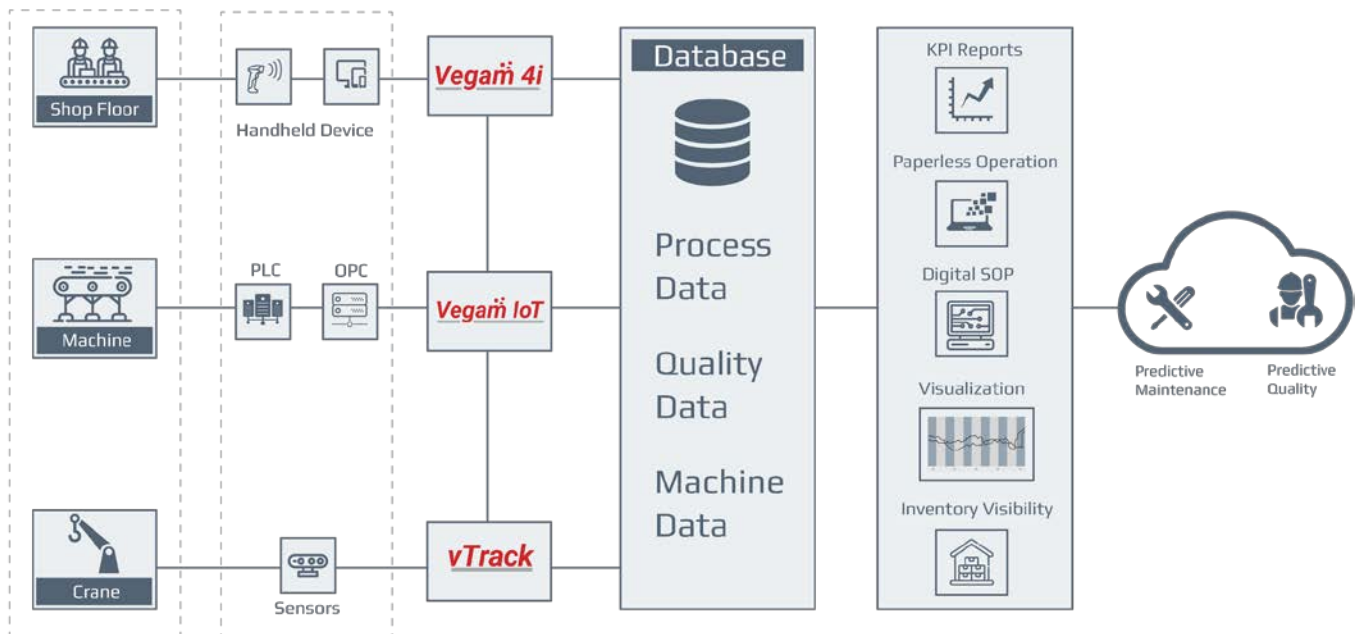 Shop Floor
Handheld Device
Vegam 4i
Machine
PLC
OPC
Vegam IoT
Crane
Sensors
vTrack
Database
Process
Data
Quality
Data
Machine
Data
KPI Reports
Paperless Operation
Digital SOP
Visualization
Inventory Visibility
Predictive
Maintenance
Predictive
Quality